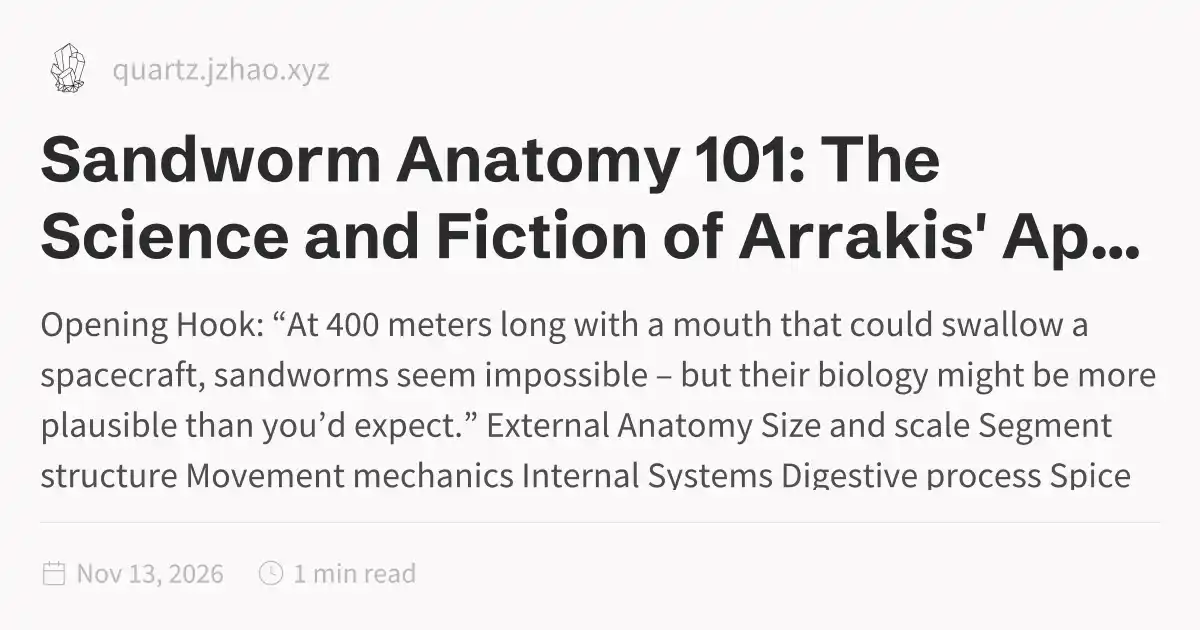 quartz.jzhao.xyz
Sandworm Anatomy 101: The
Science and Fiction of Arrakis' Ap...
Opening Hook: “At 400 meters long with a mouth that could swallow a
spacecraft, sandworms seem impossible – but their biology might be more
plausible than you’d expect.” External Anatomy Size and scale Segment
structure Movement mechanics Internal Systems Digestive process Spice
Nov 13, 2026
1 min read